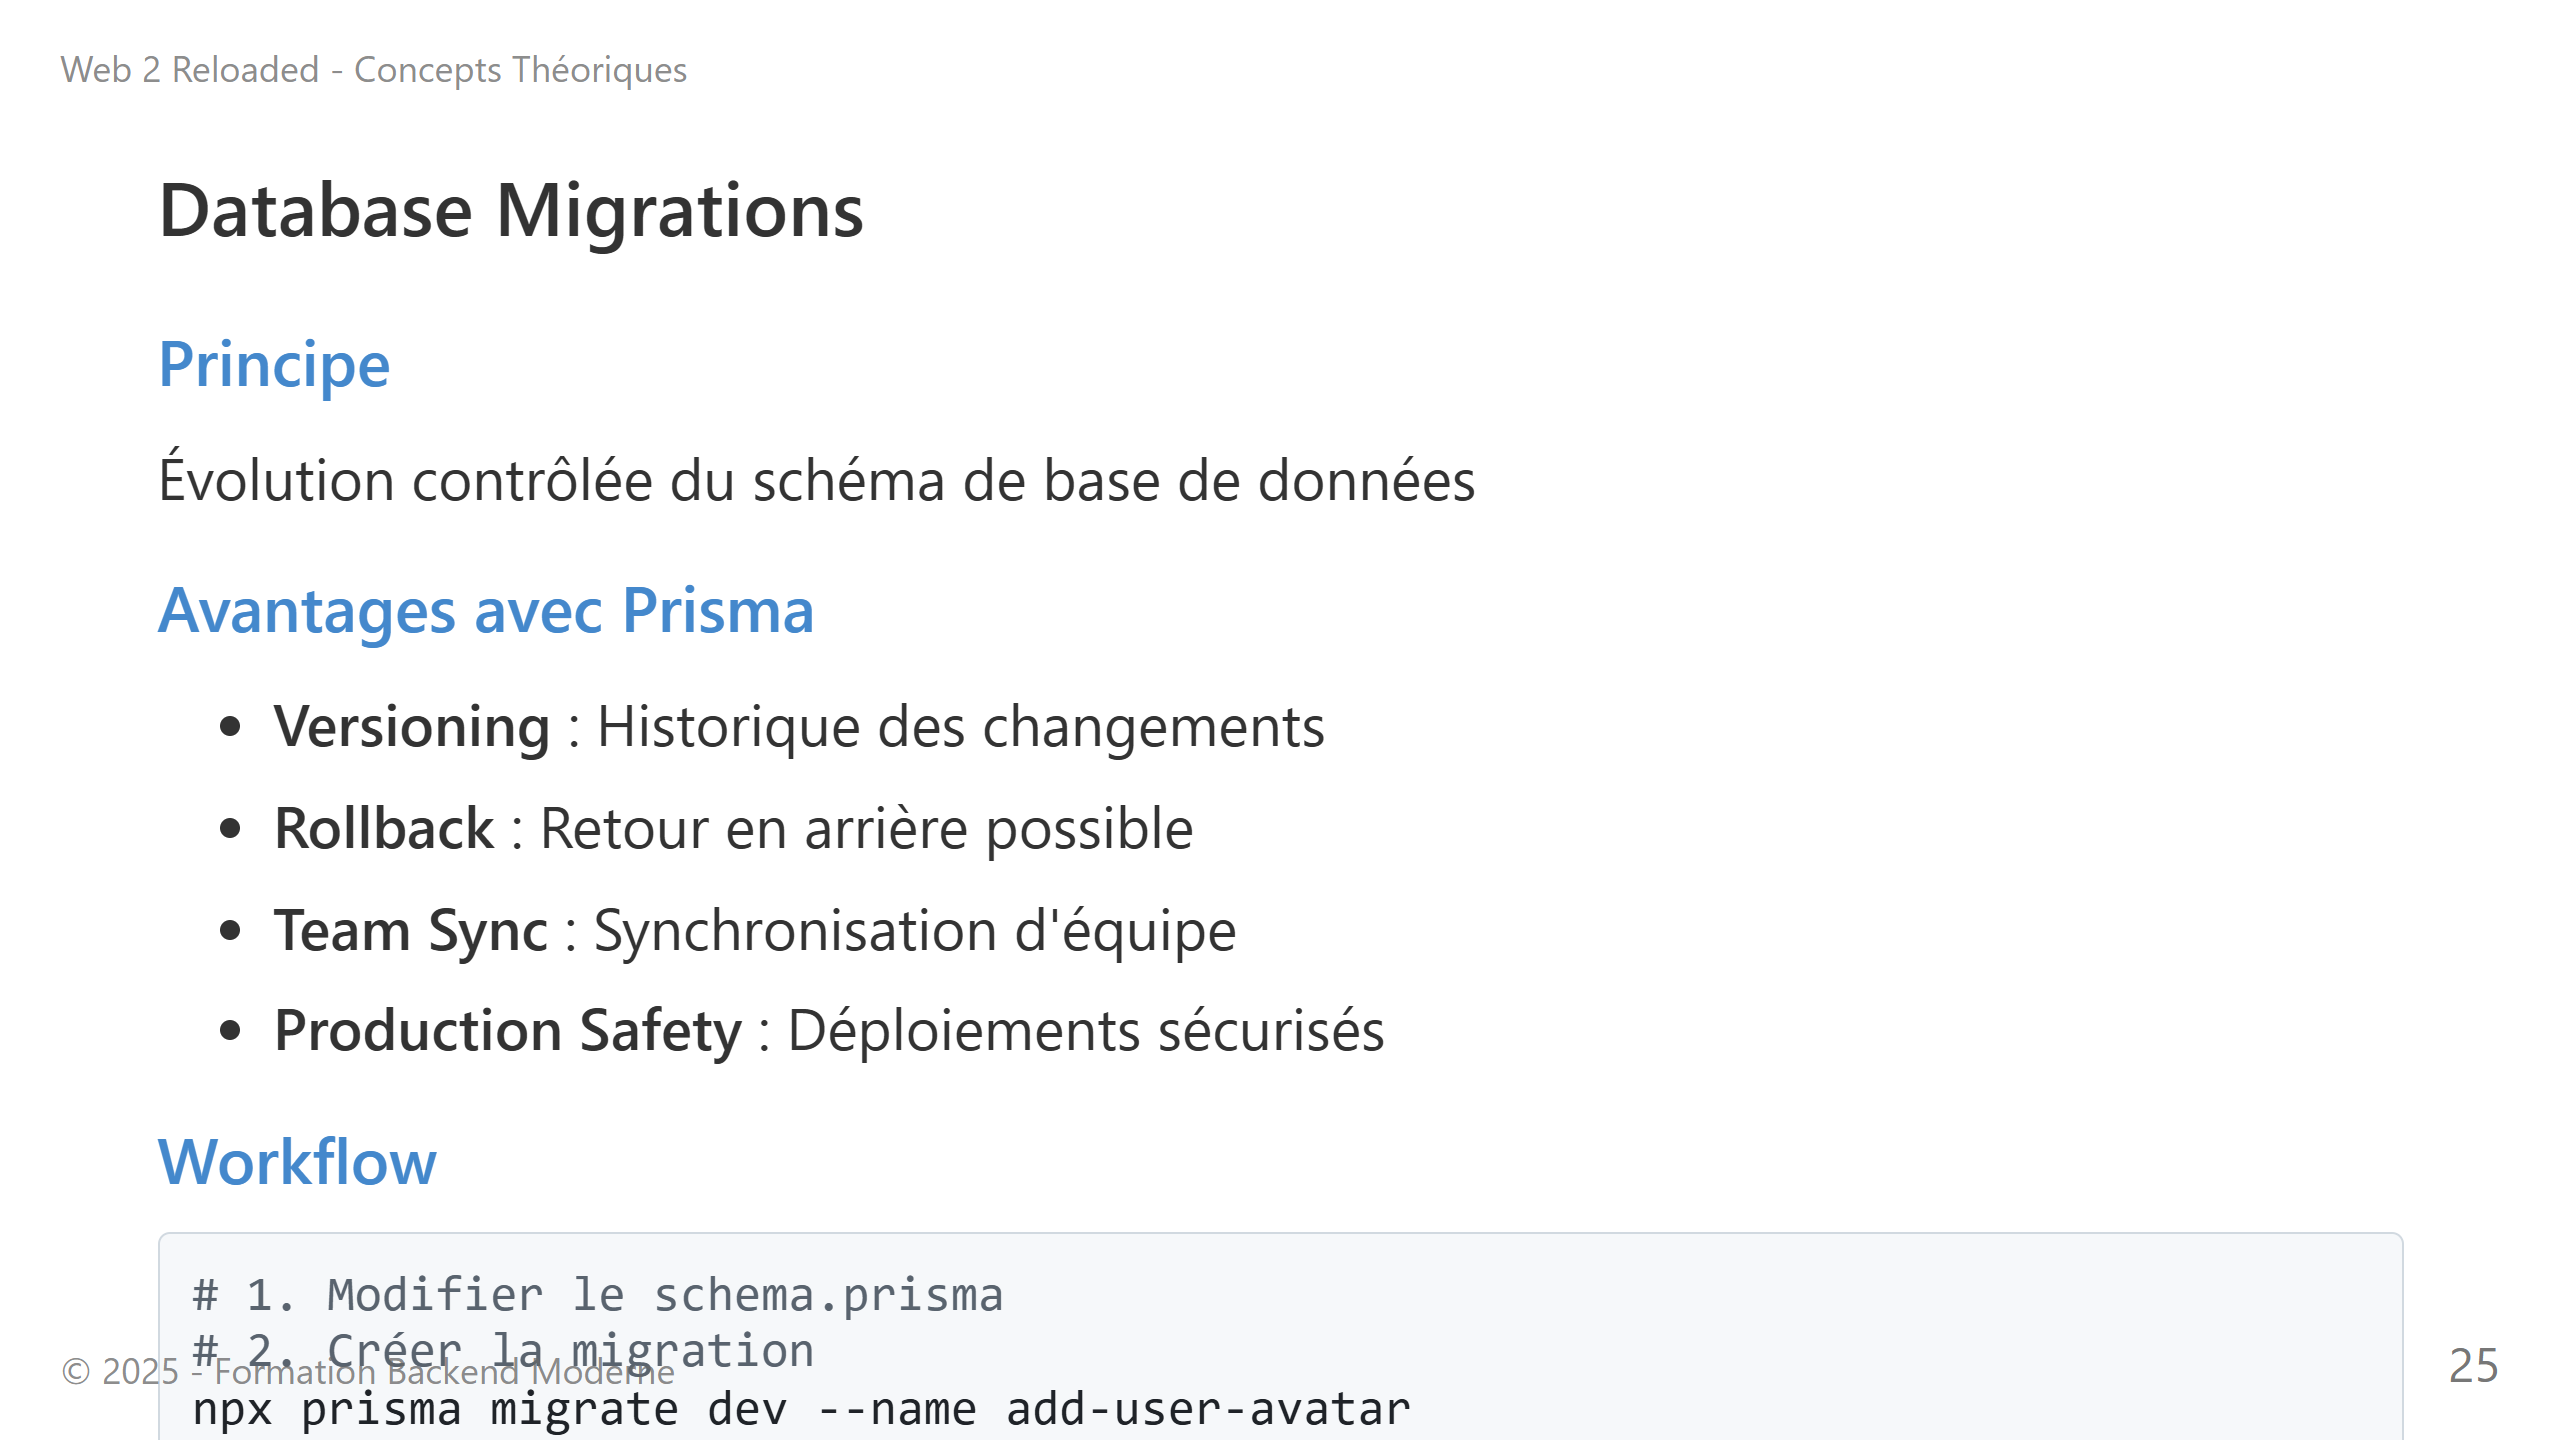 Web 2 Reloaded - Concepts Théoriques
Database Migrations
Principe
Évolution contrôlée du schéma de base de données
Avantages avec Prisma
• Versioning : Historique des changements
• Rollback : Retour en arrière possible
• Team Sync : Synchronisation d'équipe
• Production Safety : Déploiements sécurisés
Workflow
# 1. Modifier le schema.prisma
# 2. Créer la migration
© 2025 - Formation Backend Moderne
25
npx prisma migrate dev --name add-user-avatar